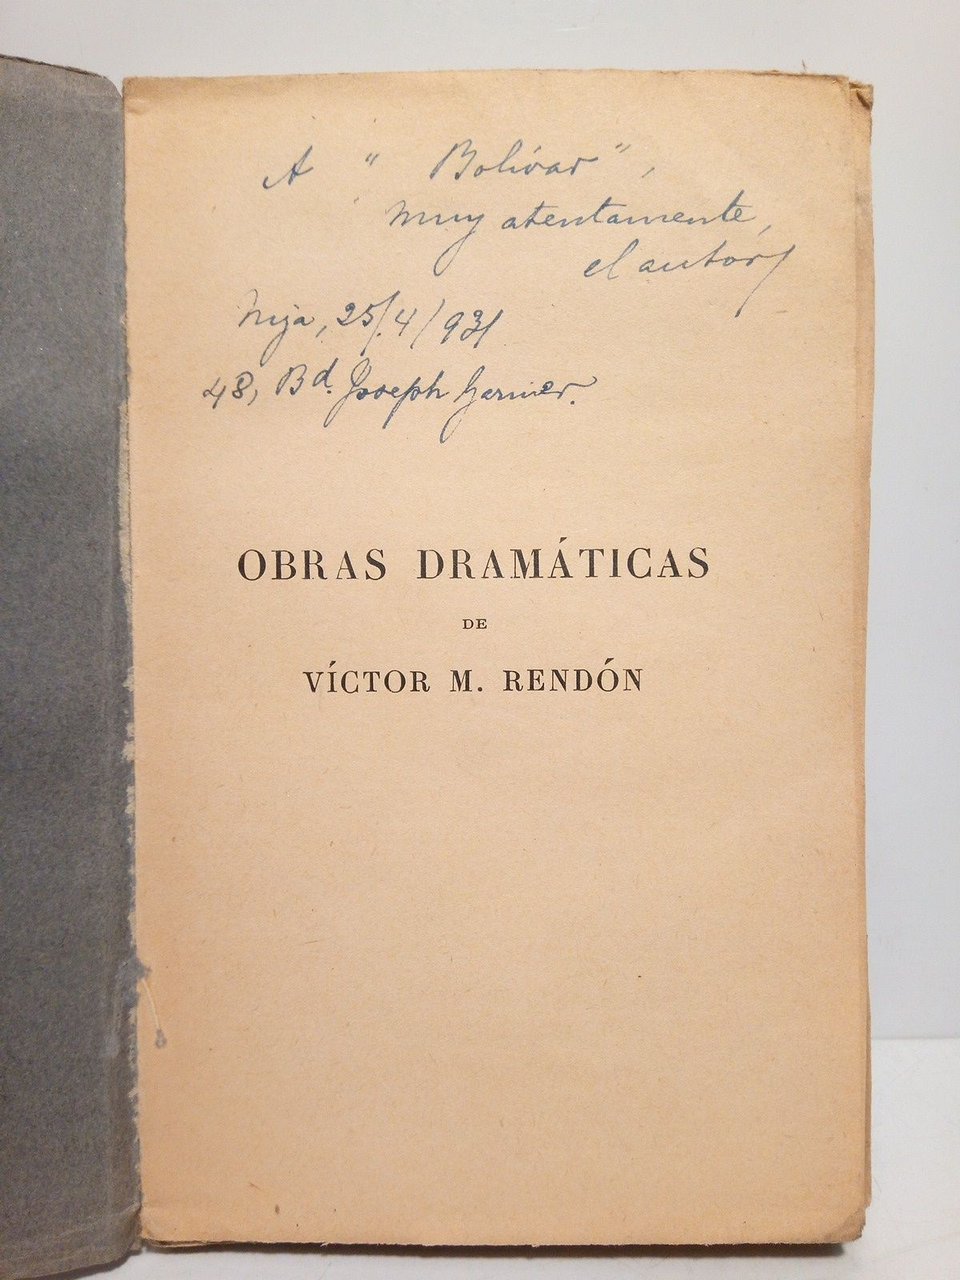 A " Bolívar ",
muy atentamente,
el autor
Niza, 25/4/931
48, Bd. Joseph Garnier.
OBRAS DRAMÁTICAS
DE
VÍCTOR M. RENDÓN